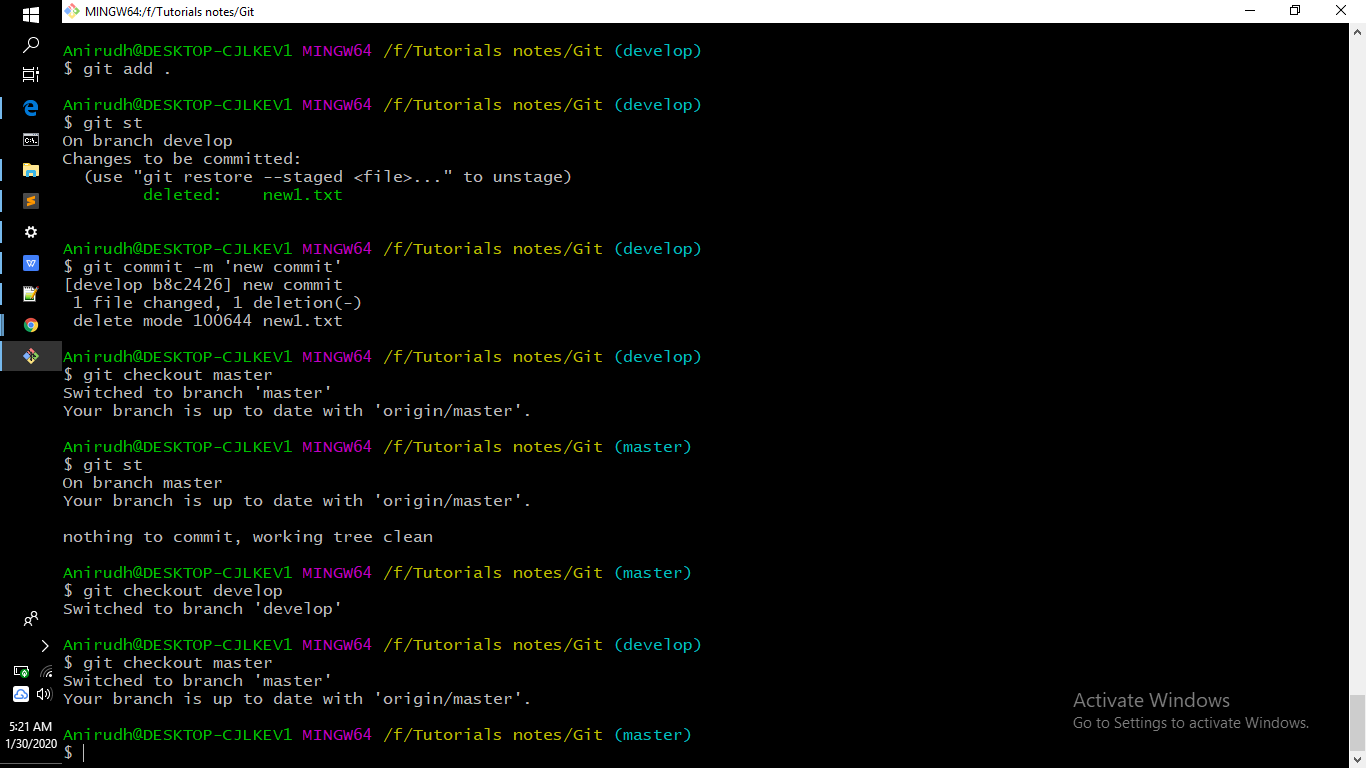 MINGW64:/f/Tutorials notes/Git
Anirudh@DESKTOP-CJLKEV1 MINGW64 /f/Tutorials notes/Git (develop)
$ git add .
Anirudh@DESKTOP-CJLKEV1 MINGW64 /f/Tutorials notes/Git (develop)
$ git st
On branch develop
Changes to be committed:
  (use "git restore --staged <file>..." to unstage)
        deleted:    new1.txt
Anirudh@DESKTOP-CJLKEV1 MINGW64 /f/Tutorials notes/Git (develop)
$ git commit -m 'new commit'
[develop b8c2426] new commit
 1 file changed, 1 deletion(-)
 delete mode 100644 new1.txt
Anirudh@DESKTOP-CJLKEV1 MINGW64 /f/Tutorials notes/Git (develop)
$ git checkout master
Switched to branch 'master'
Your branch is up to date with 'origin/master'.
Anirudh@DESKTOP-CJLKEV1 MINGW64 /f/Tutorials notes/Git (master)
$ git st
On branch master
Your branch is up to date with 'origin/master'.
nothing to commit, working tree clean
Anirudh@DESKTOP-CJLKEV1 MINGW64 /f/Tutorials notes/Git (master)
$ git checkout develop
Switched to branch 'develop'
Anirudh@DESKTOP-CJLKEV1 MINGW64 /f/Tutorials notes/Git (develop)
$ git checkout master
Switched to branch 'master'
Your branch is up to date with 'origin/master'.
Anirudh@DESKTOP-CJLKEV1 MINGW64 /f/Tutorials notes/Git (master)
$
Activate Windows
Go to Settings to activate Windows.
5:21 AM
1/30/2020